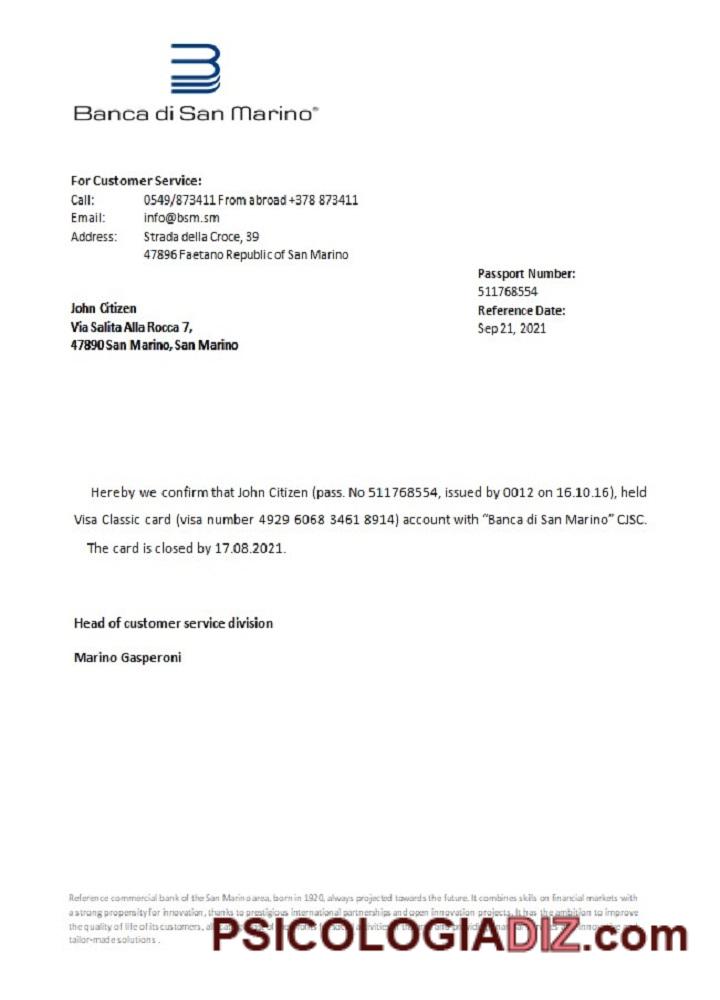 Banca di San Marino®
For Customer Service:
Call: 0549/873411 From abroad +378 873411
Email: info@bsm.sm
Address: Strada della Croce, 39
47896 Faetano Republic of San Marino
Passport Number:
511768554
Reference Date:
Sep 21, 2021
John Citizen
Via Salita Alla Rocca 7,
47890 San Marino, San Marino
Hereby we confirm that John Citizen (pass. No 511768554, issued by 0012 on 16.10.16), held
Visa Classic card (visa number 4929 6068 3461 8914) account with “Banca di San Marino” CJSC.
The card is closed by 17.08.2021.
Head of customer service division
Marino Gasperoni
Reference commercial bank of the San Marino area, born in 1920, always projected towards the future. It combines skills on financial markets with
a strong propensity for innovation, thanks to prestigious international partnerships and open innovation projects. It has the ambition to improve
the quality of life of its customers,
tailor-made solutions .
PSICOLOGIADIZ.com